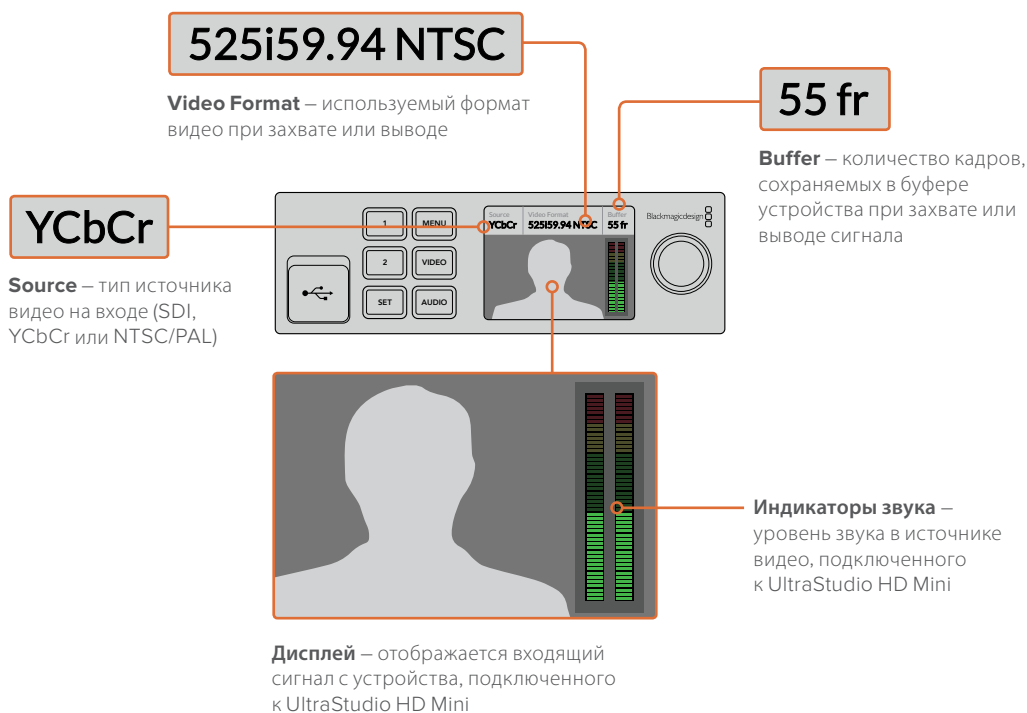 525i59.94 NTSC
Video Format – используемый формат
видео при захвате или выводе
55 fr
Buffer – количество кадров,
сохраняемых в буфере
устройства при захвате или
выводе сигнала
YCbCr
Source – тип источника
видео на входе (SDI,
YCbCr или NTSC/PAL)
1
MENU
2
VIDEO
SET
AUDIO
Source
Video Format
Buffer
YCbCr
525I59.94 NTSC
55 fr
Blackmagicdesign
Индикаторы звука –
уровень звука в источнике
видео, подключенного
к UltraStudio HD Mini
Дисплей – отображается входящий
сигнал с устройства, подключенного
к UltraStudio HD Mini